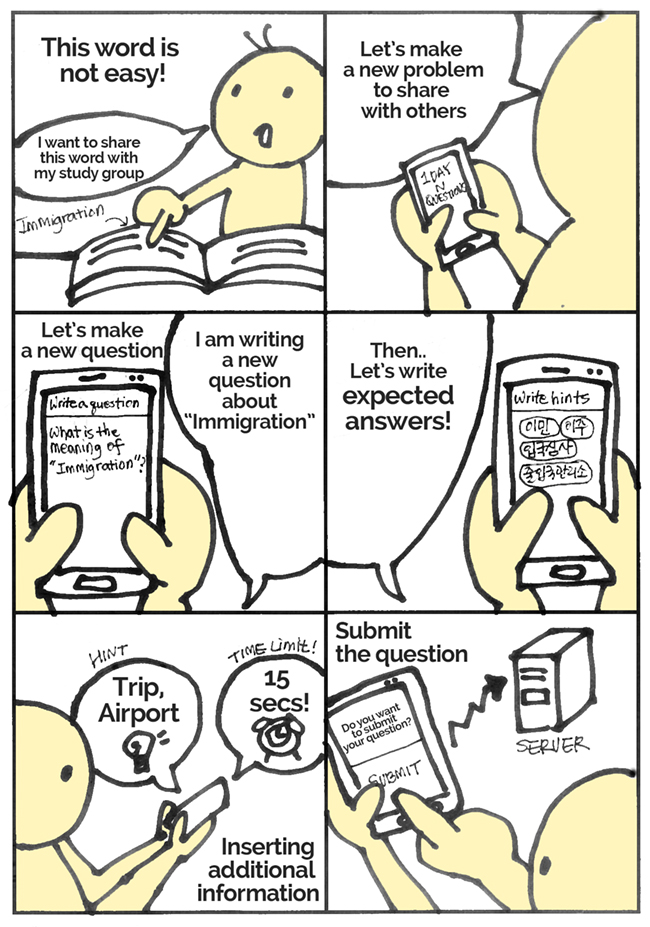 This word is
not easy!
I want to share
this word with
my study group
Immigration
Let's make
a new problem
to share
with others
1 DAY
N
QUESTIONS
Let's make
a new question
Write a question
What is the
meaning of
"Immigration"?
I am writing
a new
question
about
"Immigration"
Then..
Let's write
expected
answers!
Write hints
이민 이주
입국심사
출입국관리소
HINT
Trip,
Airport
TIME LiMit!
15
secs!
Inserting
additional
information
Submit
the question
Do you want
to submit
your question?
SUBMIT
SERVER